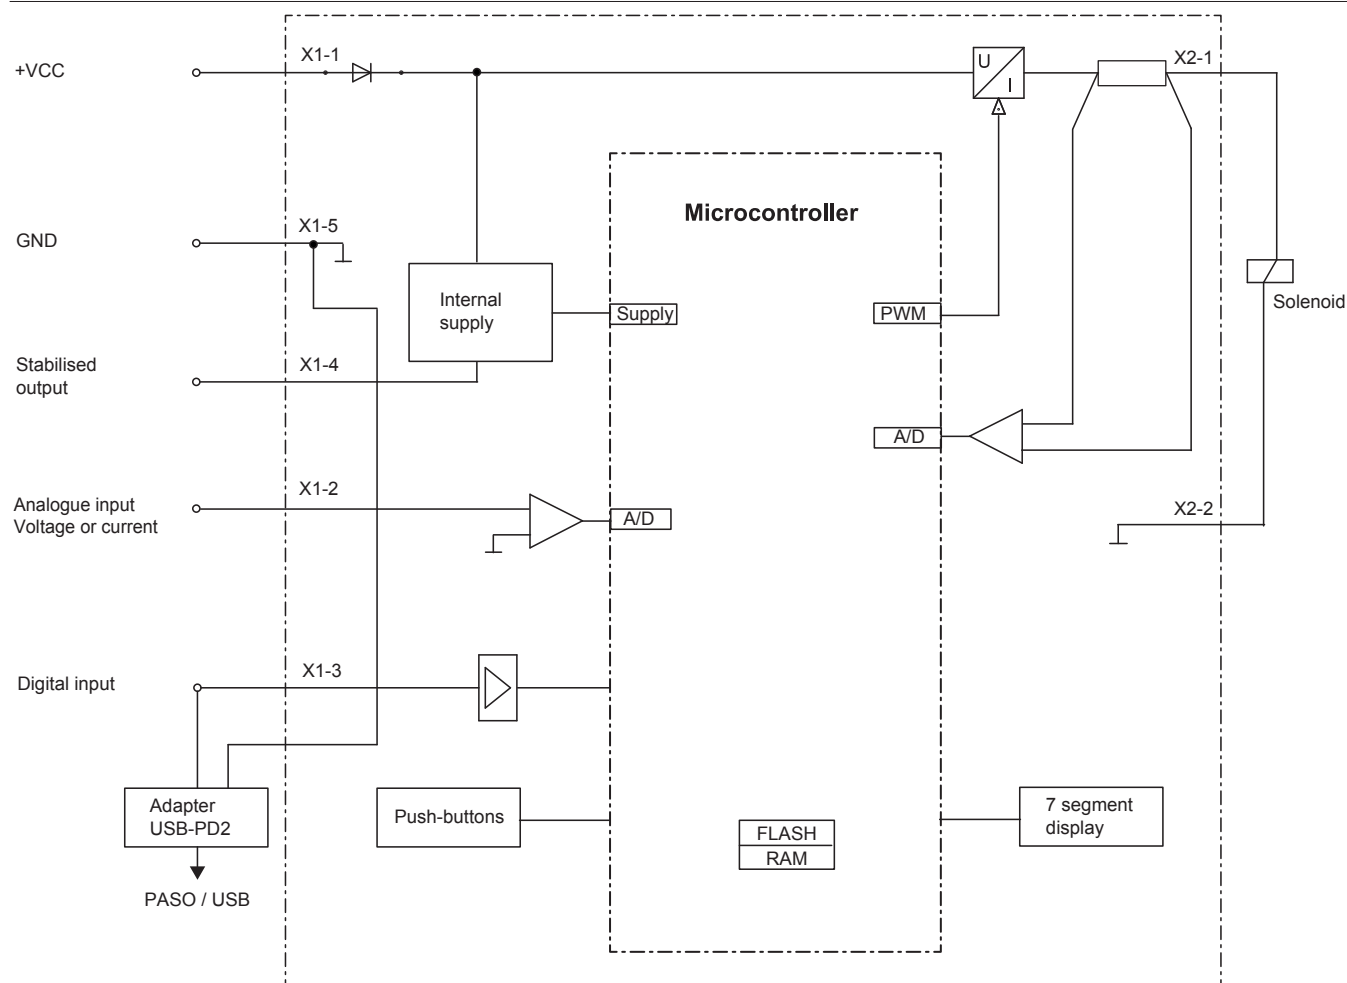 +VCC
X1-1
U
I
X2-1
Microcontroller
GND
X1-5
Internal
supply
Supply
PWM
Solenoid
Stabilised
output
X1-4
A/D
Analogue input
Voltage or current
X1-2
A/D
X2-2
Digital input
X1-3
Adapter
USB-PD2
Push-buttons
FLASH
RAM
7 segment
display
PASO / USB